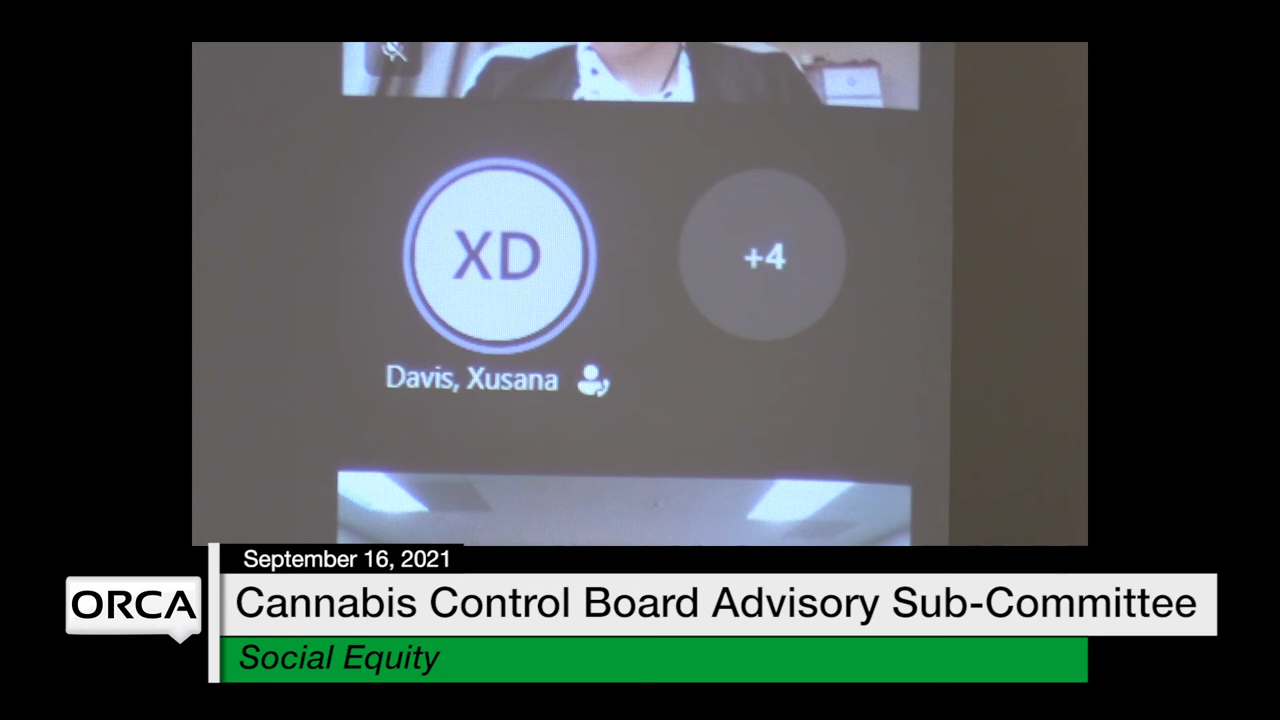 XD
+4
Davis, Xusana
September 16, 2021
ORCA
Cannabis Control Board Advisory Sub-Committee
Social Equity